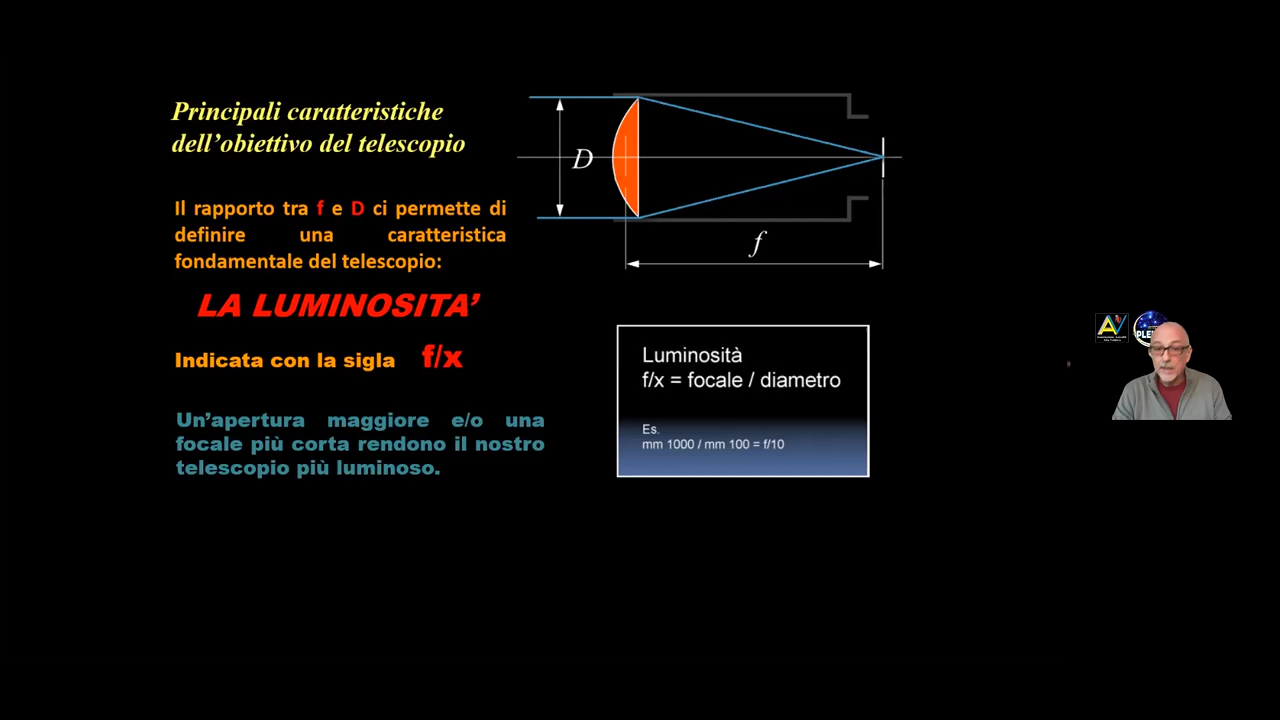 Principali caratteristiche
dell’obiettivo del telescopio
D
f
Il rapporto tra f e D ci permette di
definire una caratteristica
fondamentale del telescopio:
LA LUMINOSITA’
Indicata con la sigla f/x
Un’apertura maggiore e/o una
focale più corta rendono il nostro
telescopio più luminoso.
Luminosità
f/x = focale / diametro
Es.
mm 1000 / mm 100 = f/10